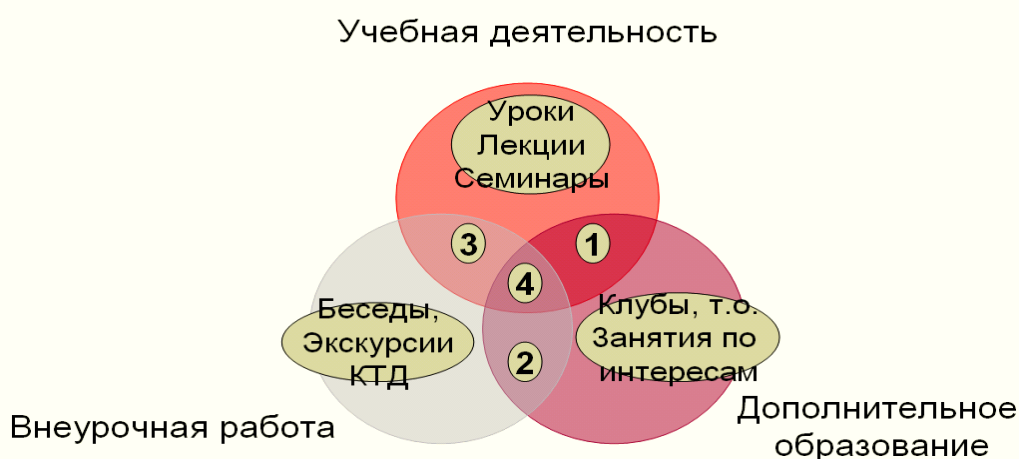 Учебная деятельность
Уроки
Лекции
Семинары
3
1
4
Беседы,
Экскурсии
КТД
Клубы, т.о.
Занятия по
интересам
2
Внеурочная работа
Дополнительное
образование